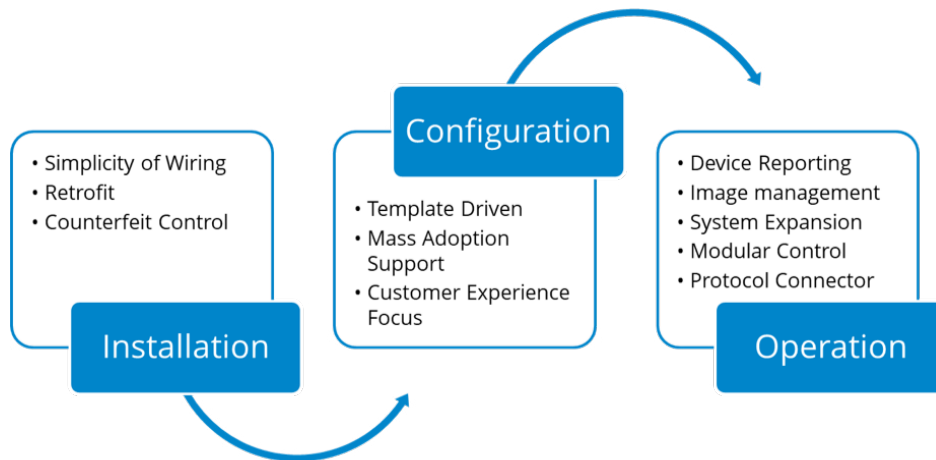 • Simplicity of Wiring
• Retrofit
• Counterfeit Control
Installation
Configuration
• Template Driven
• Mass Adoption
Support
• Customer Experience
Focus
• Device Reporting
• Image management
• System Expansion
• Modular Control
• Protocol Connector
Operation